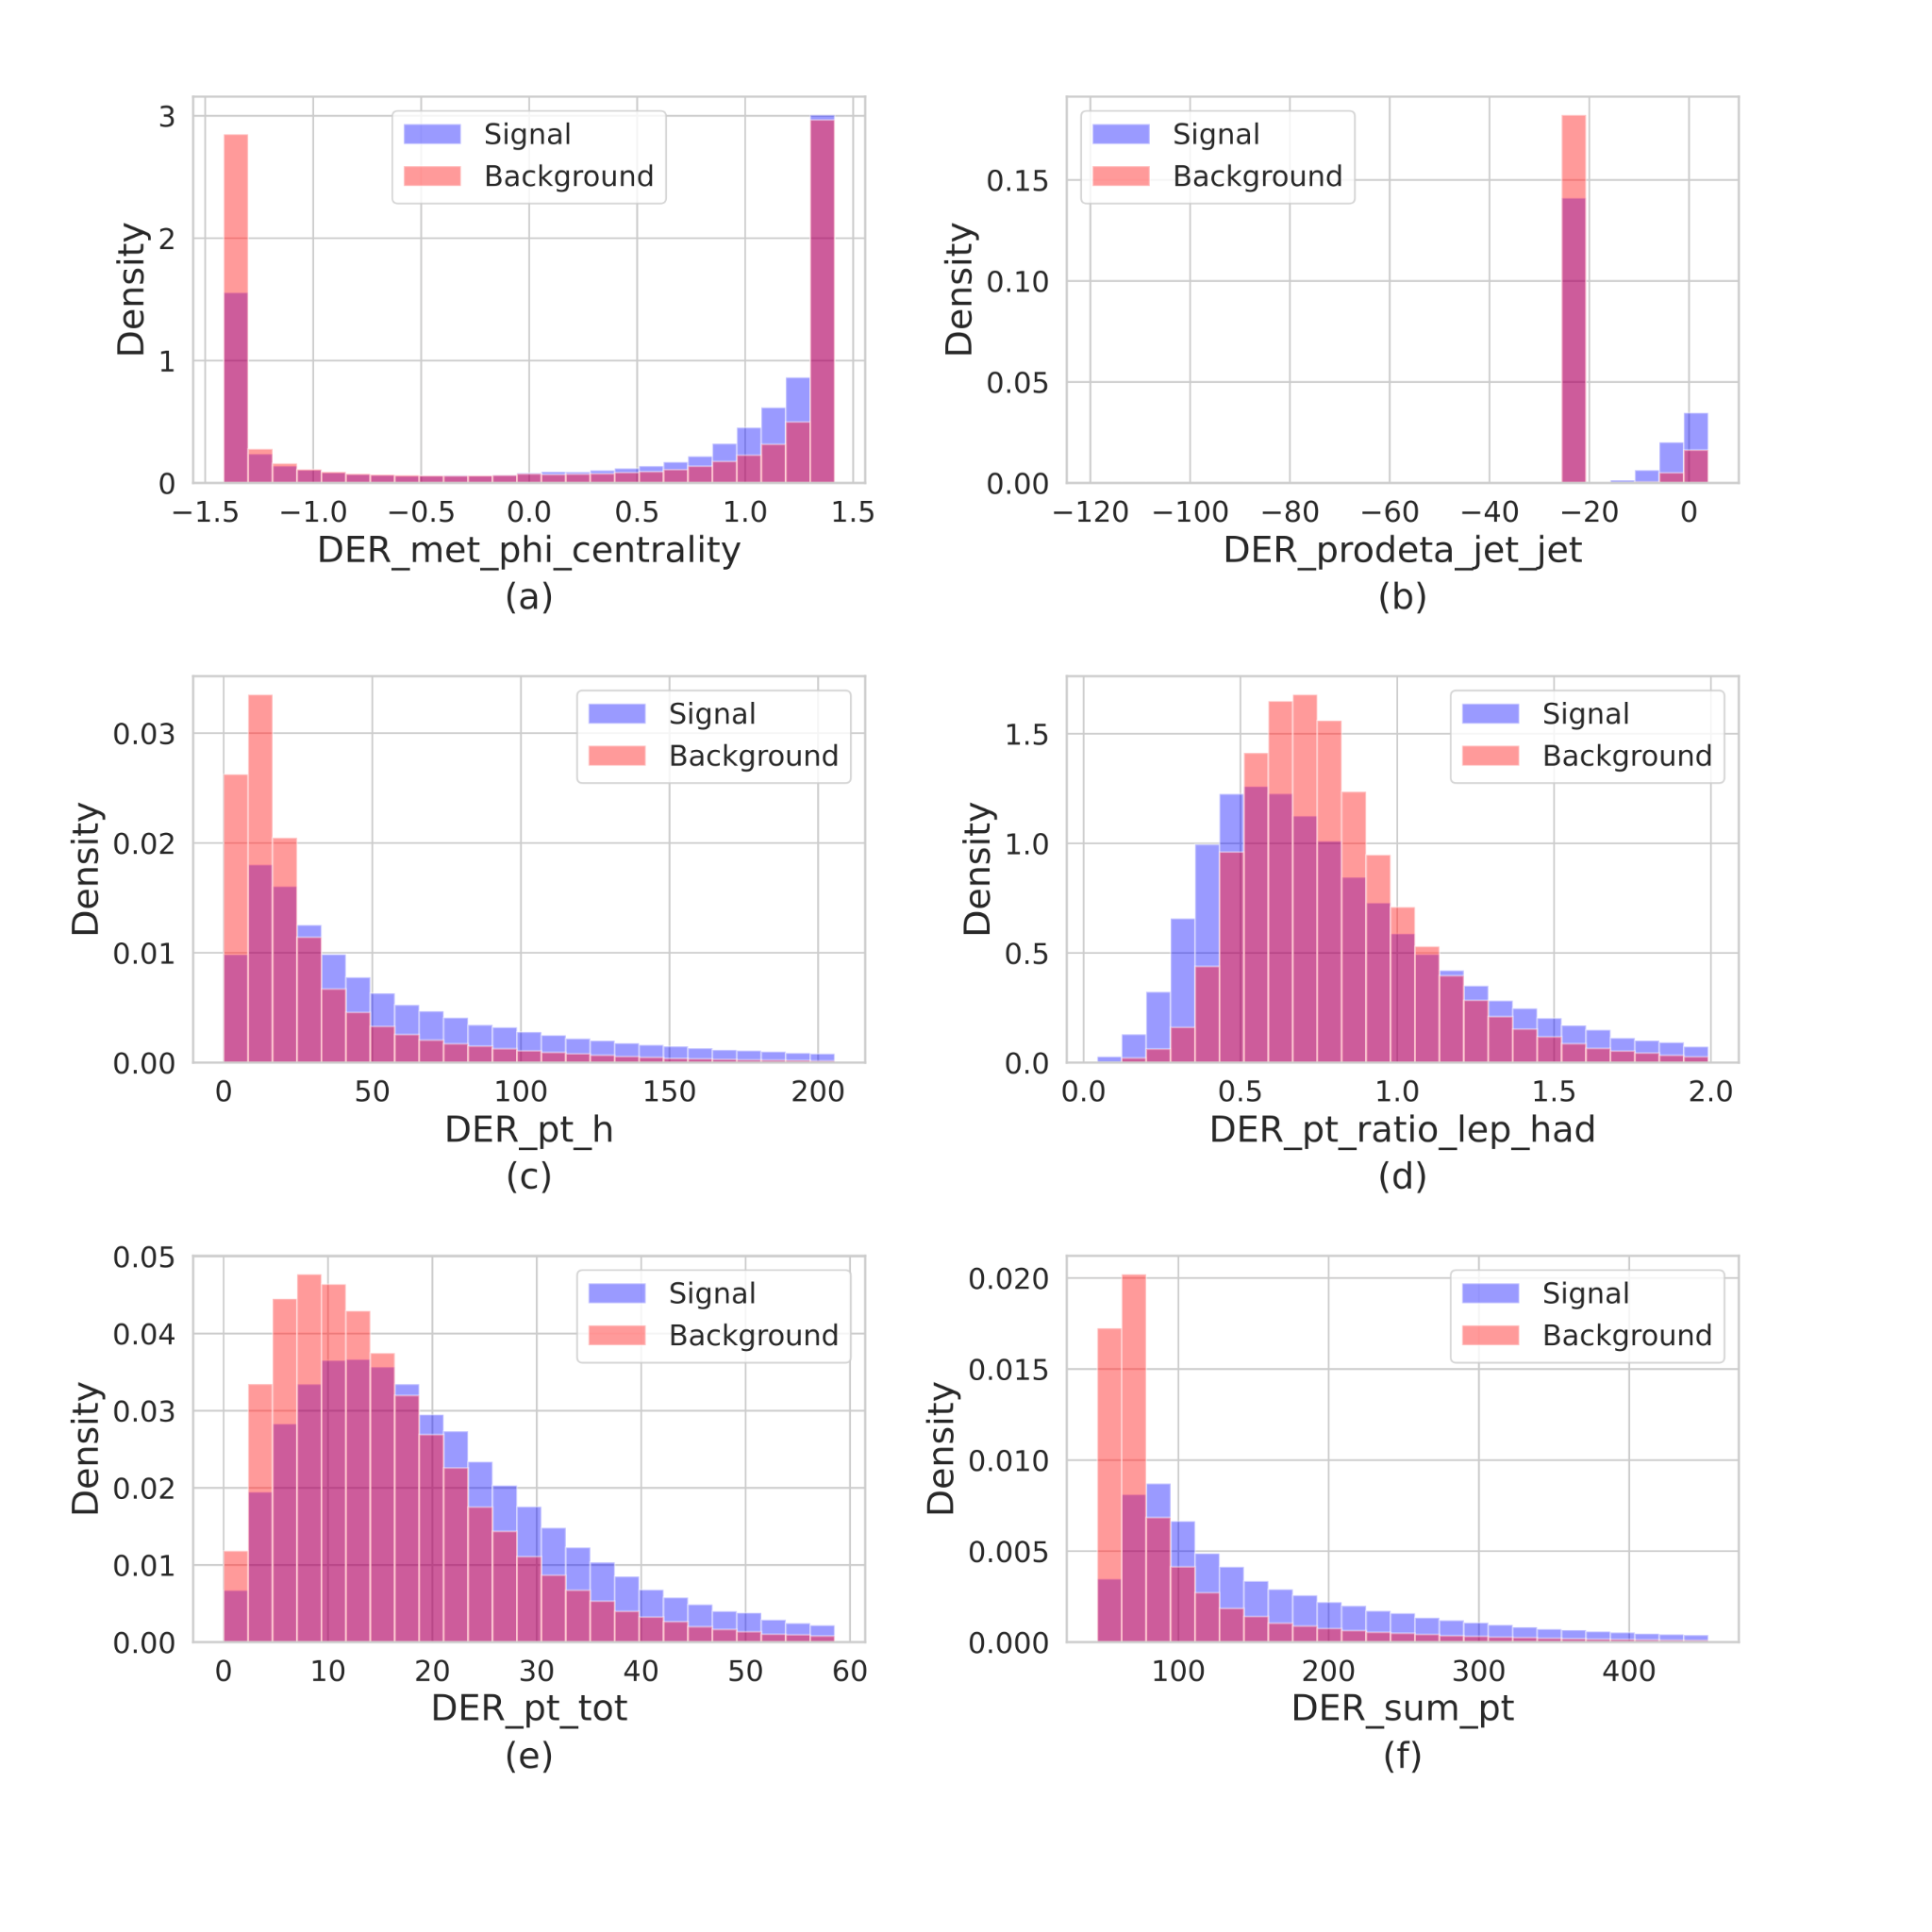 Signal
Background
Density
3
2
1
0
−1.5 −1.0 −0.5 0.0 0.5 1.0 1.5
DER_met_phi_centrality
(a)
Signal
Background
Density
0.15
0.10
0.05
0.00
−120 −100 −80 −60 −40 −20 0
DER_prodeta_jet_jet
(b)
Signal
Background
Density
0.03
0.02
0.01
0.00
0 50 100 150 200
DER_pt_h
(c)
Signal
Background
Density
1.5
1.0
0.5
0.0
0.0 0.5 1.0 1.5 2.0
DER_pt_ratio_lep_had
(d)
Signal
Background
Density
0.05
0.04
0.03
0.02
0.01
0.00
0 10 20 30 40 50 60
DER_pt_tot
(e)
Signal
Background
Density
0.020
0.015
0.010
0.005
0.000
100 200 300 400
DER_sum_pt
(f)